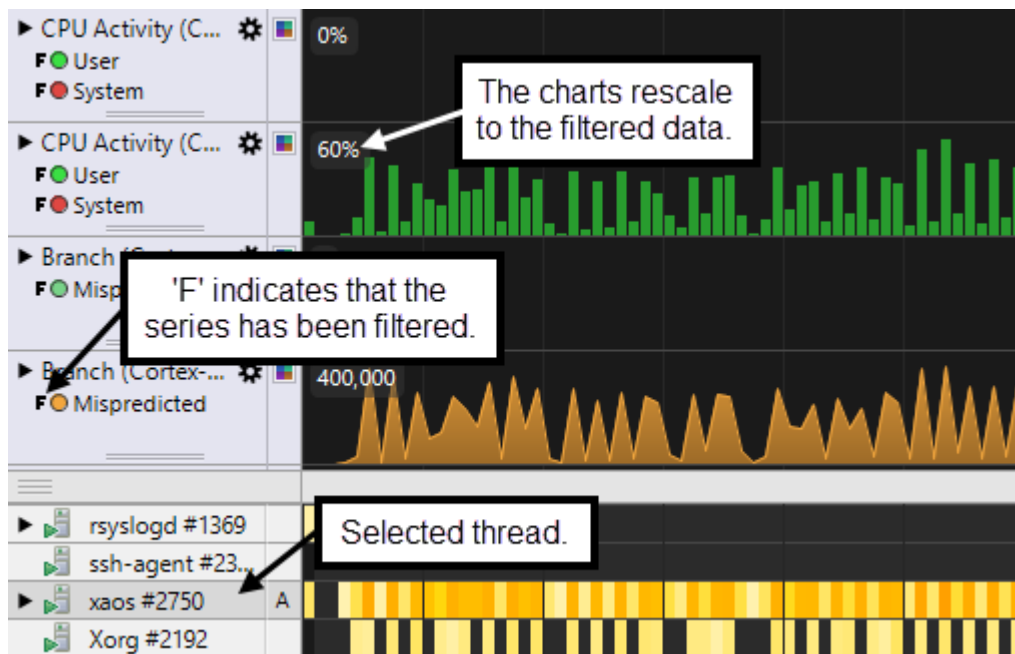 CPU Activity (C...
0%
F User
F System
The charts rescale
to the filtered data.
CPU Activity (C...
60%
F User
F System
Branch
F Misp
'F' indicates that the
series has been filtered.
Branch (Cortex-...
400,000
F Mispredicted
rsyslogd #1369
Selected thread.
ssh-agent #23...
xaos #2750
A
Xorg #2192